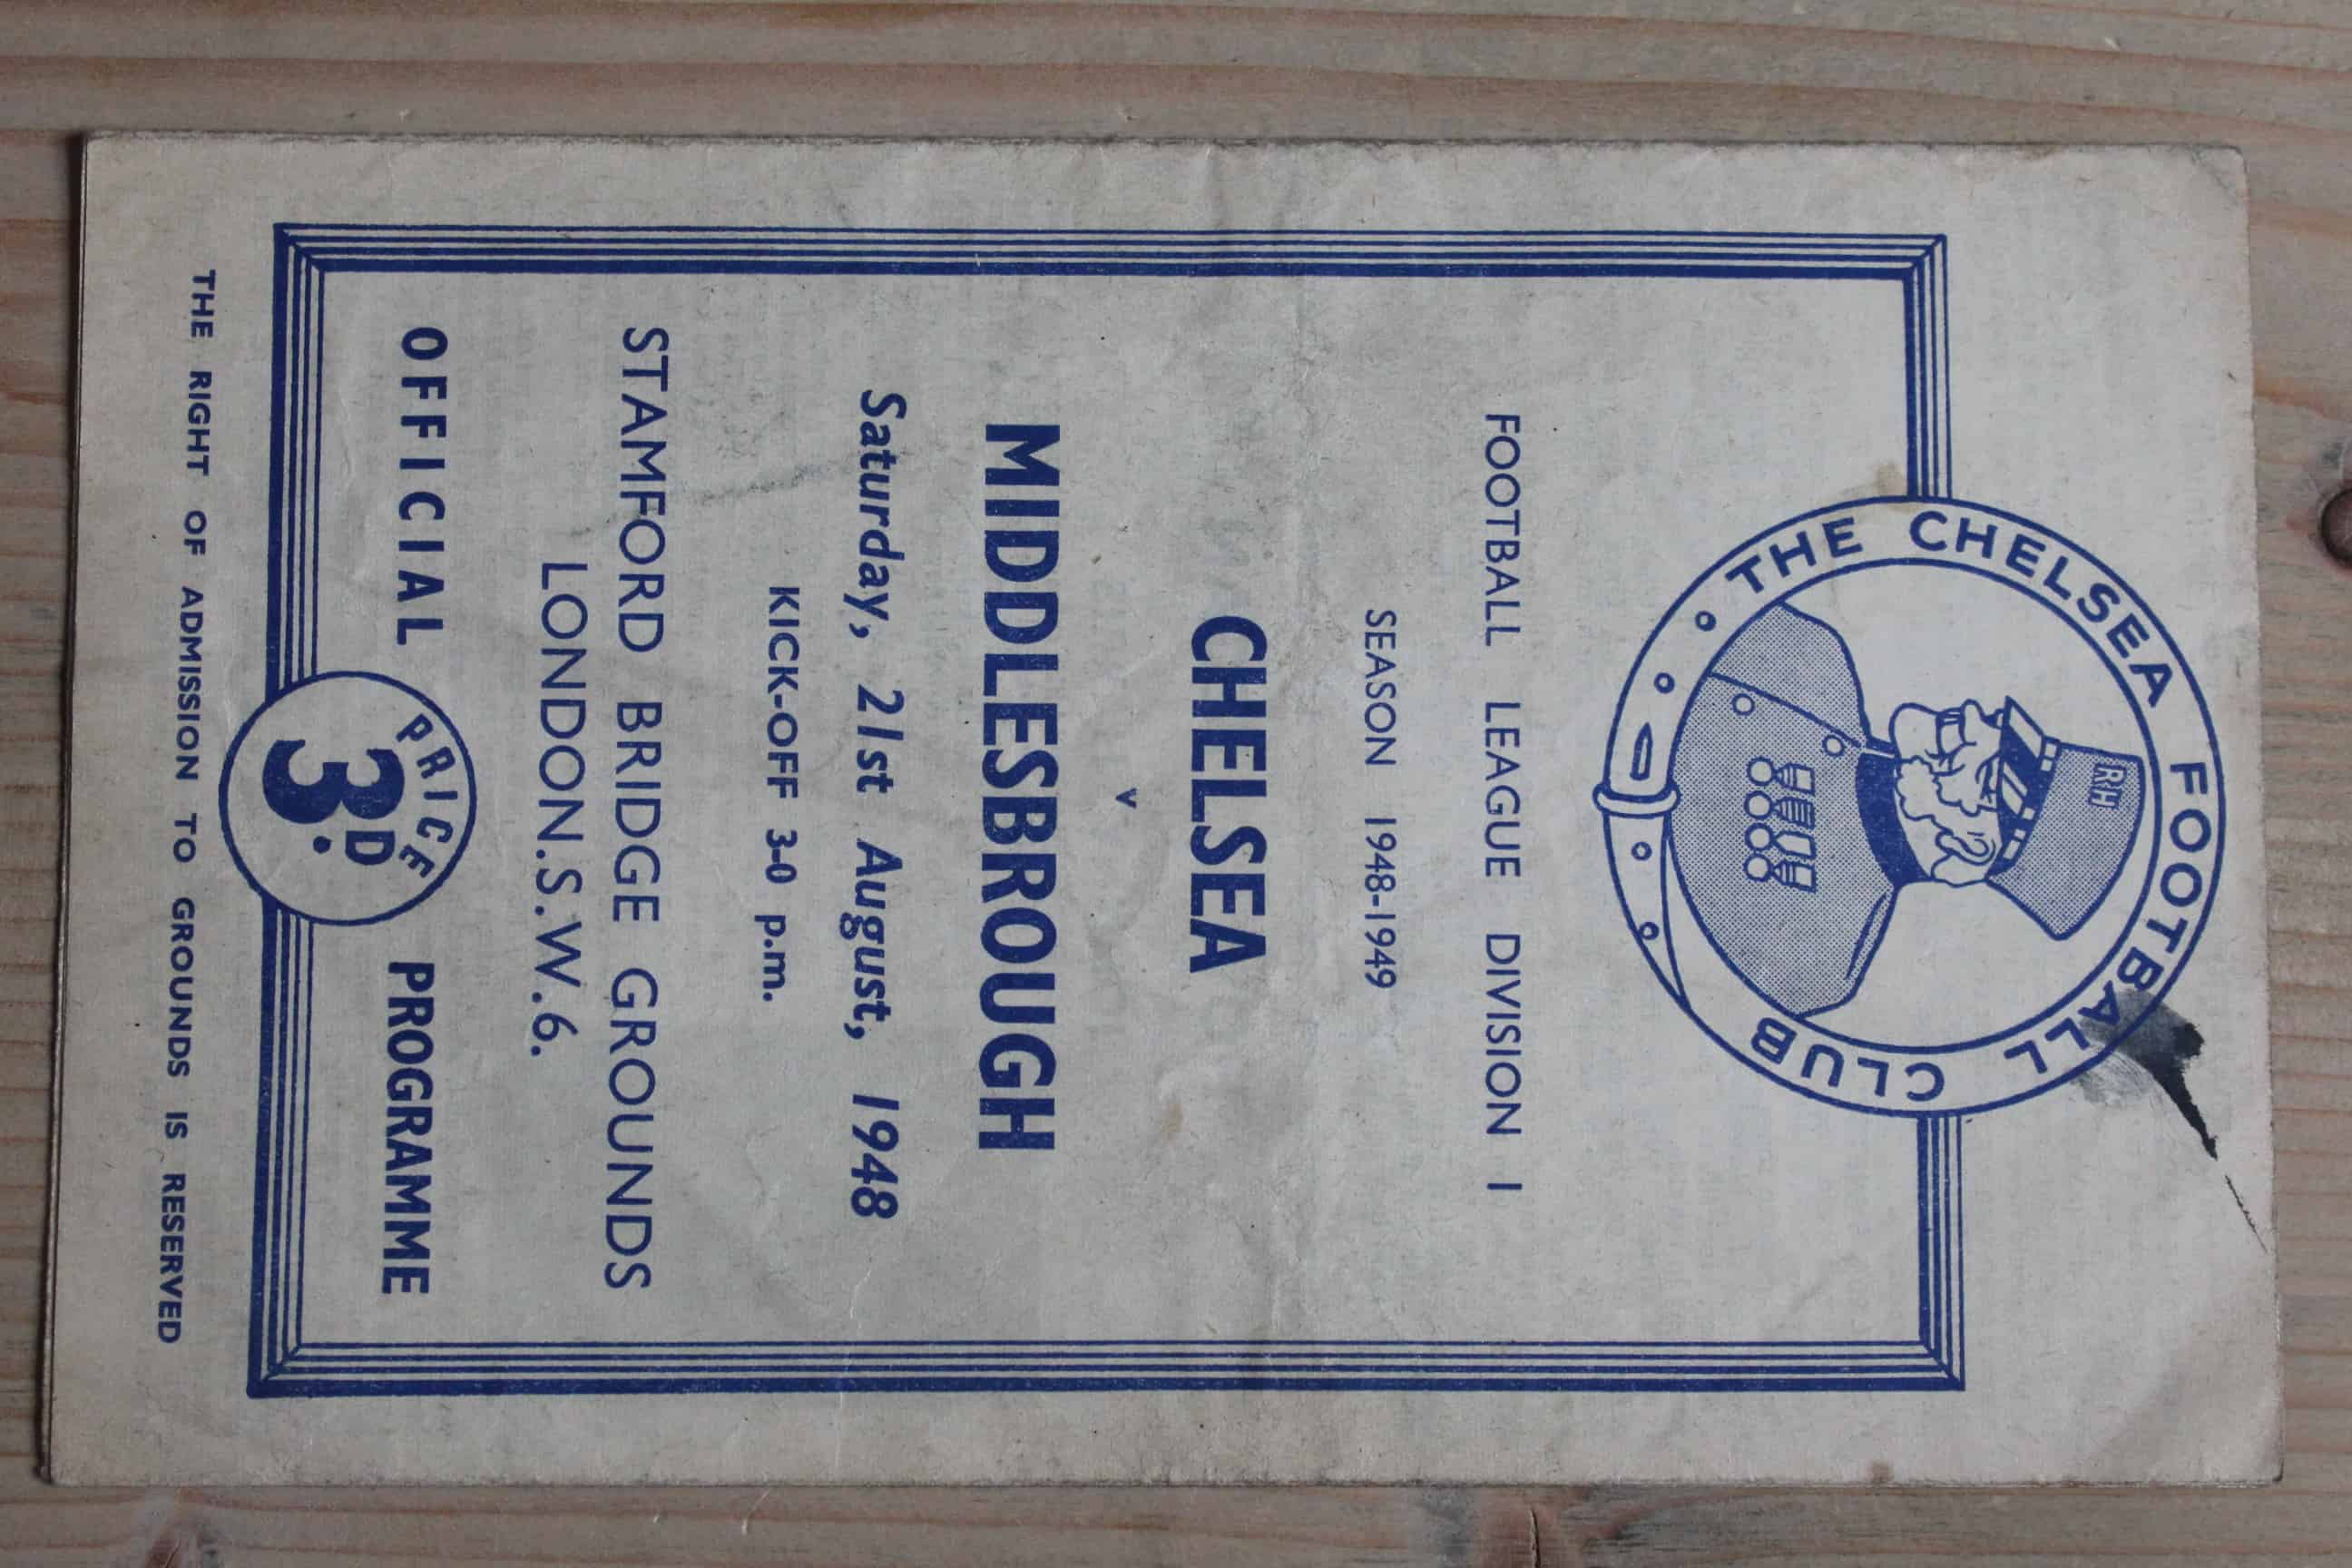 THE CHELSEA FOOTBALL CLUB
RH
FOOTBALL LEAGUE DIVISION I
SEASON 1948-1949
CHELSEA
v
MIDDLESBROUGH
Saturday, 21st August, 1948
KICK-OFF 3-0 p.m.
STAMFORD BRIDGE GROUNDS
LONDON.S.W.6.
OFFICIAL PROGRAMME
PRICE
3D.
THE RIGHT OF ADMISSION TO GROUNDS IS RESERVED